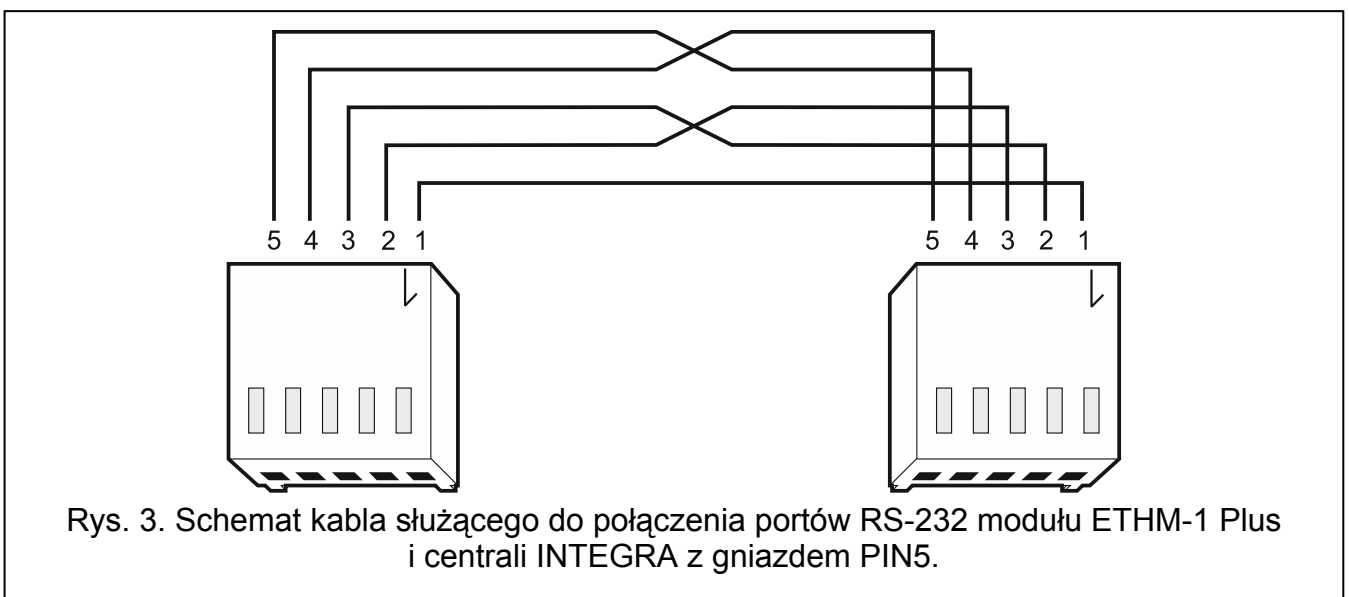 5 4 3 2 1 5 4 3 2 1
Rys. 3. Schemat kabla służącego do połączenia portów RS-232 modułu ETHM-1 Plus
i centrali INTEGRA z gniazdem PIN5.